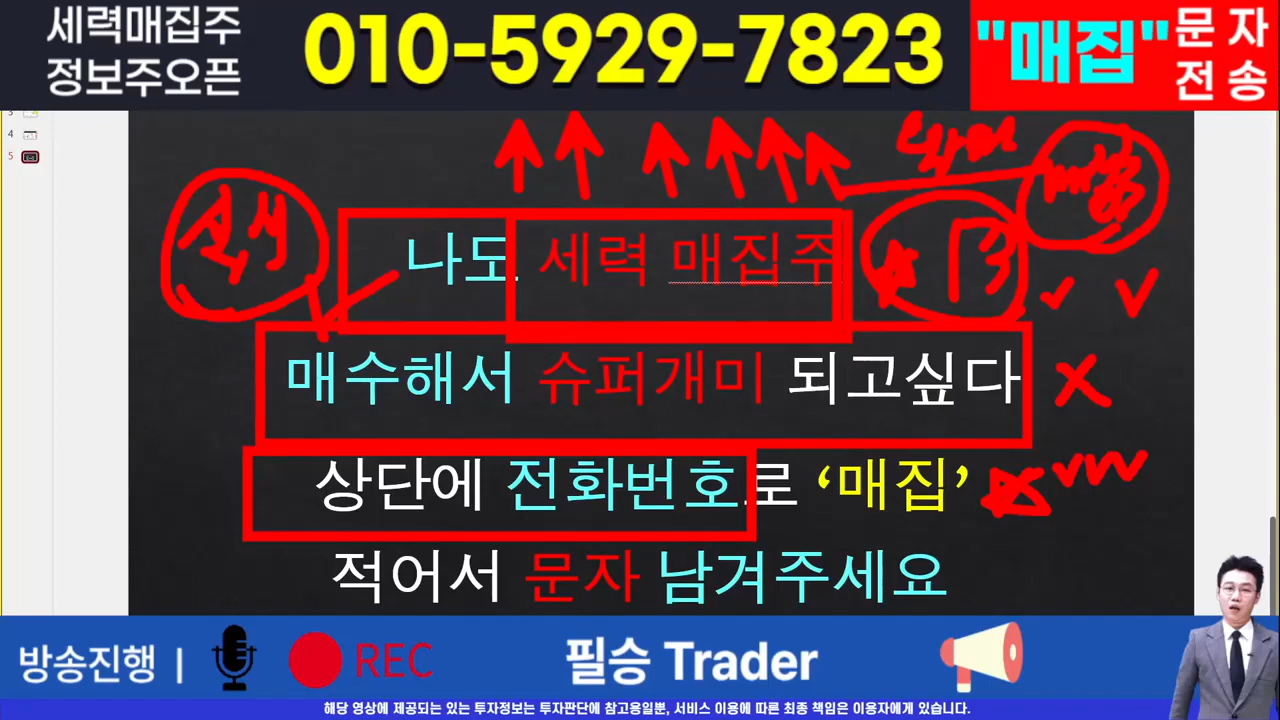 세력매집주
정보주오픈
010-5929-7823
"매집"
문자
전송
3
4
5
나도 세력 매집주
매수해서 슈퍼개미 되고싶다
상단에 전화번호로 ‘매집’
적어서 문자 남겨주세요
방송진행 |
REC
필승 Trader
해당 영상에 제공되는 있는 투자정보는 투자판단에 참고용일뿐, 서비스 이용에 따른 최종 책임은 이용자에게 있습니다.